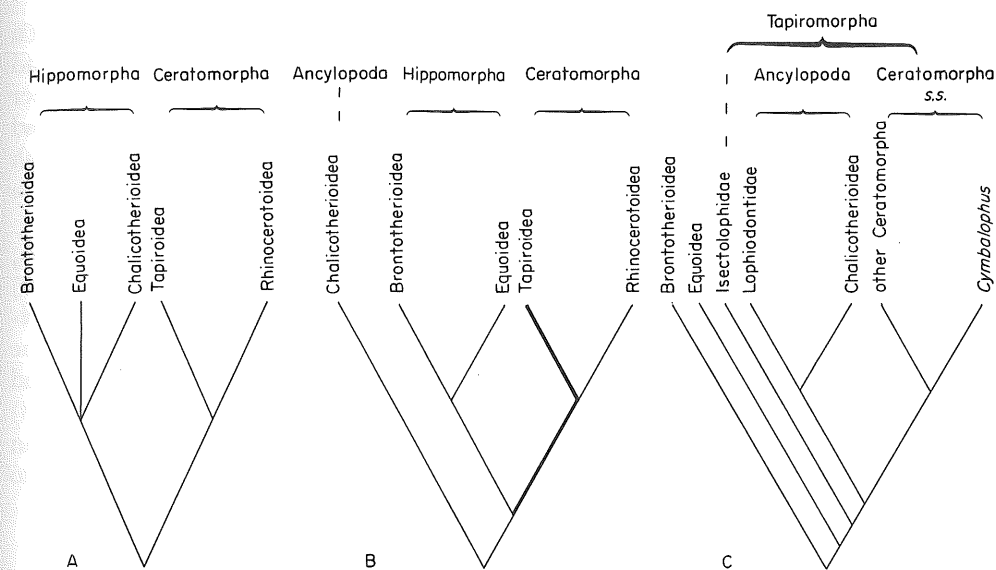 Tapiromorpha
Hippomorpha Ceratomorpha Ancylopoda Hippomorpha Ceratomorpha Ancylopoda Ceratomorpha
s.s.
Brontotherioidea
Equoidea
Chalicotherioidea
Tapiroidea
Rhinocerotoidea
Chalicotherioidea
Brontotherioidea
Equoidea
Tapiroidea
Rhinocerotoidea
Brontotherioidea
Equoidea
Isectolophidae
Lophiodontidae
Chalicotherioidea
other Ceratomorpha
Cymbalophus
A B C